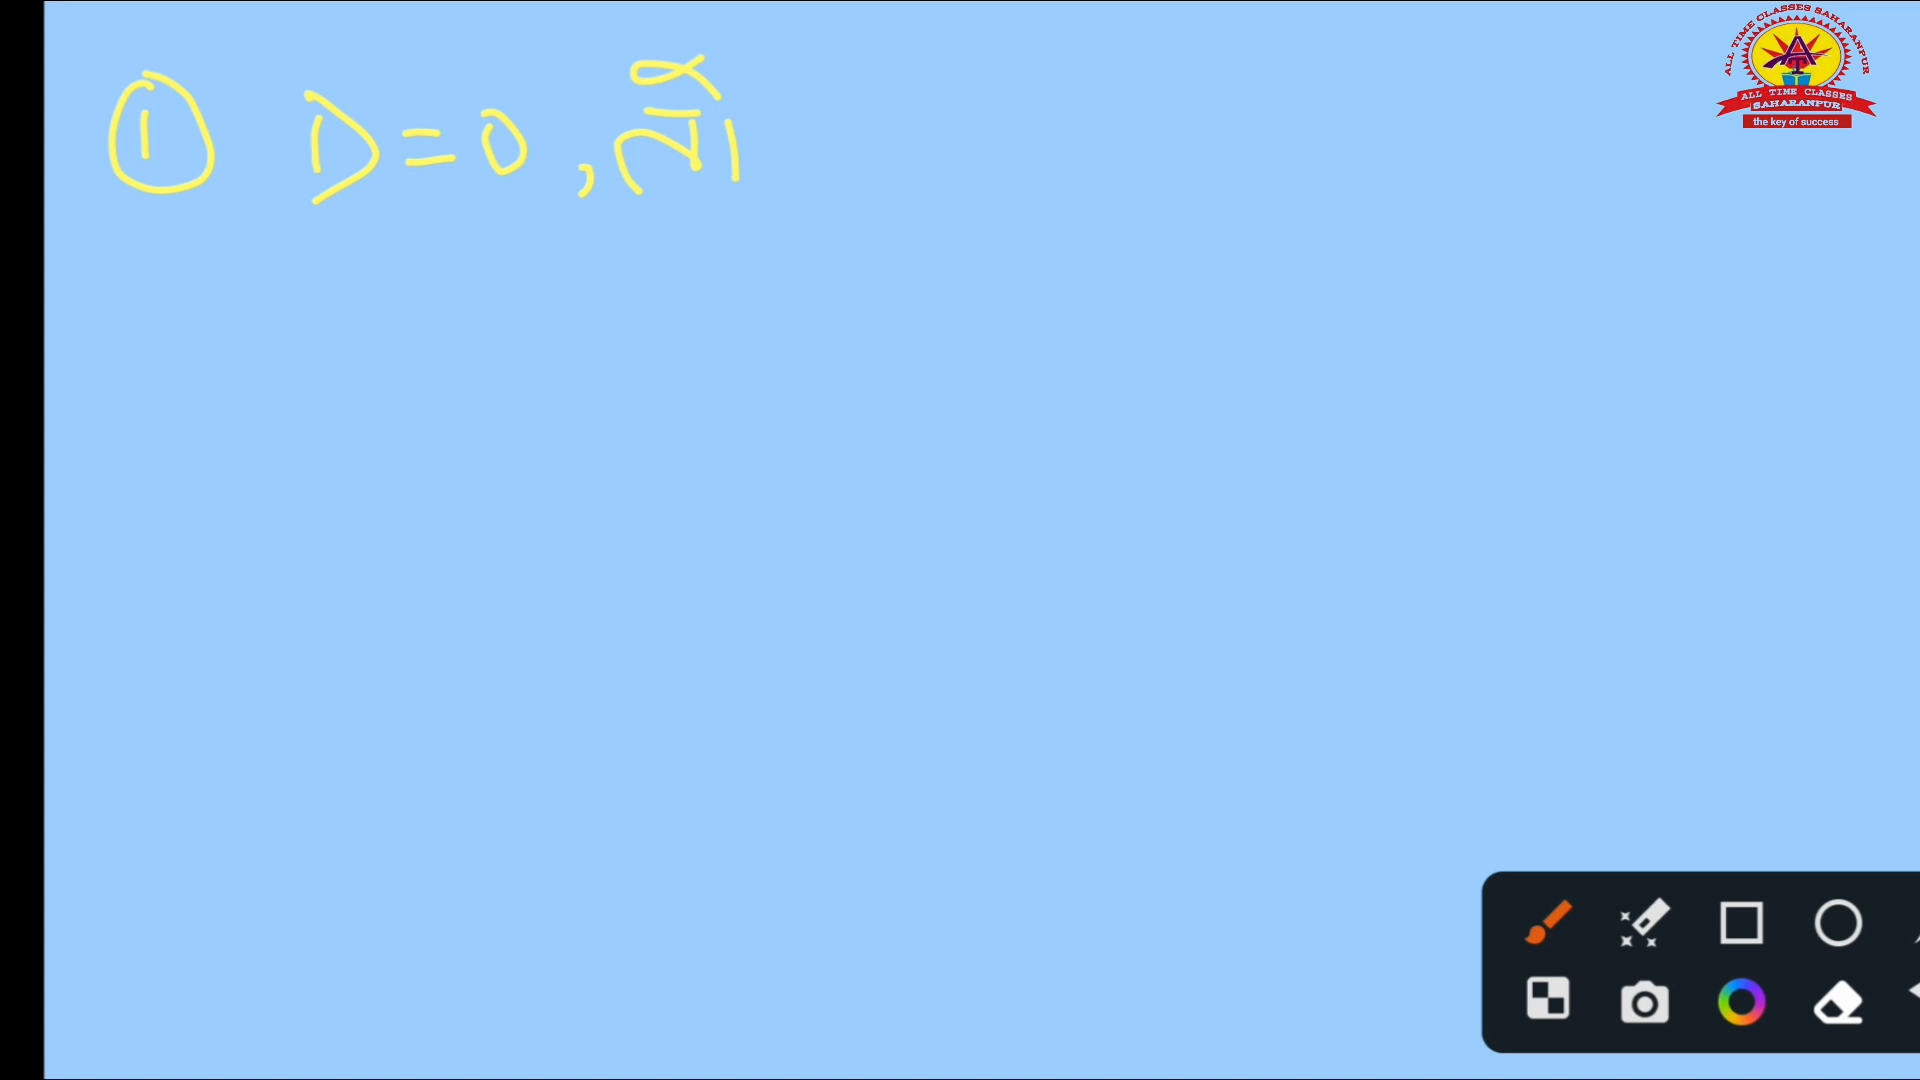 ① D=0,
ALL TIME CLASSES SAHARANPUR
ALL TIME CLASSES
SAHARANPUR
the key of success